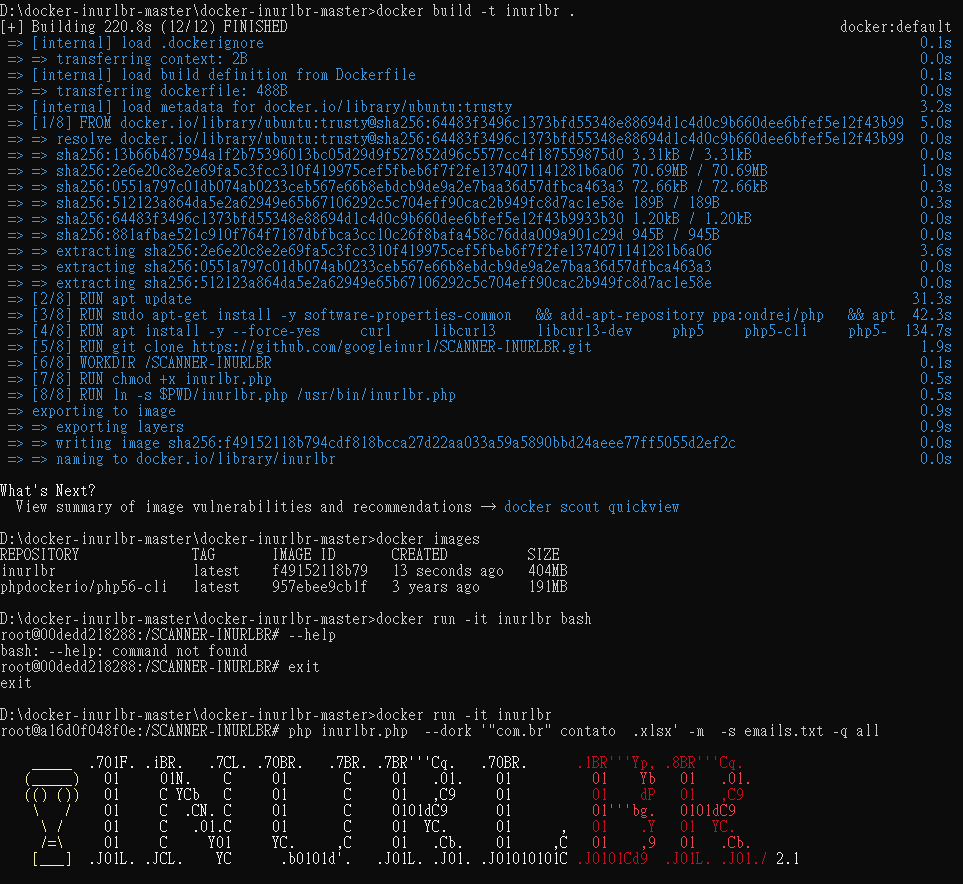 D:\docker-inurlbr-master\docker-inurlbr-master>docker build -t inurlbr .
[+] Building 220.8s (12/12) FINISHED docker:default
=> [internal] load .dockerignore 0.1s
=> => transferring context: 2B 0.0s
=> [internal] load build definition from Dockerfile 0.1s
=> => transferring dockerfile: 488B 0.0s
=> [internal] load metadata for docker.io/library/ubuntu:trusty 3.2s
=> [1/8] FROM docker.io/library/ubuntu:trusty@sha256:64483f3496c1373bfd55348e88694d1c4d0c9b660dee6bfef5e12f43b99 5.0s
=> => resolve docker.io/library/ubuntu:trusty@sha256:64483f3496c1373bfd55348e88694d1c4d0c9b660dee6bfef5e12f43b99 0.0s
=> => sha256:13b66b487594a1f2b75396013bc05d29d9f527852d96c5577cc4f187559875d0 3.31kB / 3.31kB 0.0s
=> => sha256:2e6e20c8e2e69fa5c3fcc310f419975cef5fbeb6f7f2fe1374071141281b6a06 70.69MB / 70.69MB 1.0s
=> => sha256:0551a797c01db074ab0233ceb567e66b8ebdcb9de9a2e7baa36d57dfbca463a3 72.66kB / 72.66kB 0.3s
=> => sha256:512123a864da5e2a62949e65b67106292c5c704eff90cac2b949fc8d7ac1e58e 189B / 189B 0.3s
=> => sha256:64483f3496c1373bfd55348e88694d1c4d0c9b660dee6bfef5e12f43b9933b30 1.20kB / 1.20kB 0.0s
=> => sha256:881afbae521c910f764f7187dbfbca3cc10c26f8bafa458c76dda009a901c29d 945B / 945B 0.0s
=> => extracting sha256:2e6e20c8e2e69fa5c3fcc310f419975cef5fbeb6f7f2fe1374071141281b6a06 3.6s
=> => extracting sha256:0551a797c01db074ab0233ceb567e66b8ebdcb9de9a2e7baa36d57dfbca463a3 0.0s
=> => extracting sha256:512123a864da5e2a62949e65b67106292c5c704eff90cac2b949fc8d7ac1e58e 0.0s
=> [2/8] RUN apt update 31.3s
=> [3/8] RUN sudo apt-get install -y software-properties-common && add-apt-repository ppa:ondrej/php && apt 42.3s
=> [4/8] RUN apt install -y --force-yes curl libcurl3 libcurl3-dev php5 php5-cli php5- 134.7s
=> [5/8] RUN git clone https://github.com/googleinurl/SCANNER-INURLBR.git 1.9s
=> [6/8] WORKDIR /SCANNER-INURLBR 0.1s
=> [7/8] RUN chmod +x inurlbr.php 0.5s
=> [8/8] RUN ln -s $PWD/inurlbr.php /usr/bin/inurlbr.php 0.5s
=> exporting to image 0.9s
=> => exporting layers 0.9s
=> => writing image sha256:f49152118b794cdf818bcca27d22aa033a59a5890bbd24aeee77ff5055d2ef2c 0.0s
=> => naming to docker.io/library/inurlbr 0.0s
What's Next?
View summary of image vulnerabilities and recommendations → docker scout quickview
D:\docker-inurlbr-master\docker-inurlbr-master>docker images
REPOSITORY TAG IMAGE ID CREATED SIZE
inurlbr latest f49152118b79 13 seconds ago 404MB
phpdockerio/php56-cli latest 957ebee9cb1f 3 years ago 191MB
D:\docker-inurlbr-master\docker-inurlbr-master>docker run -it inurlbr bash
root@00dedd218288:/SCANNER-INURLBR# --help
bash: --help: command not found
root@00dedd218288:/SCANNER-INURLBR# exit
exit
D:\docker-inurlbr-master\docker-inurlbr-master>docker run -it inurlbr
root@a16d0f048f0e:/SCANNER-INURLBR# php inurlbr.php --dork '"com.br" contato .xlsx' -m -s emails.txt -q all
_____ .701F. .iBR. .7CL. .70BR. .7BR. .7BR'''Cq. .70BR. .1BR'''Yp, .8BR'''Cq.
(_____) 01 01N. C 01 C 01 .01. 01 01 Yb 01 .01.
(() ()) 01 C YCb C 01 C 01 ,C9 01 01 dP 01 ,C9
\ / 01 C .CN. C 01 C 0101dC9 01 01'''bg. 0101dC9
\ / 01 C .01.C 01 C 01 YC. 01 , 01 .Y 01 YC.
/=\ 01 C Y01 YC. ,C 01 .Cb. 01 ,C 01 ,9 01 .Cb.
[___] .J01L. .JCL. YC .b0101d'. .J01L. .J01. .J01010101C .J0101Cd9 .J01L. .J01./ 2.1